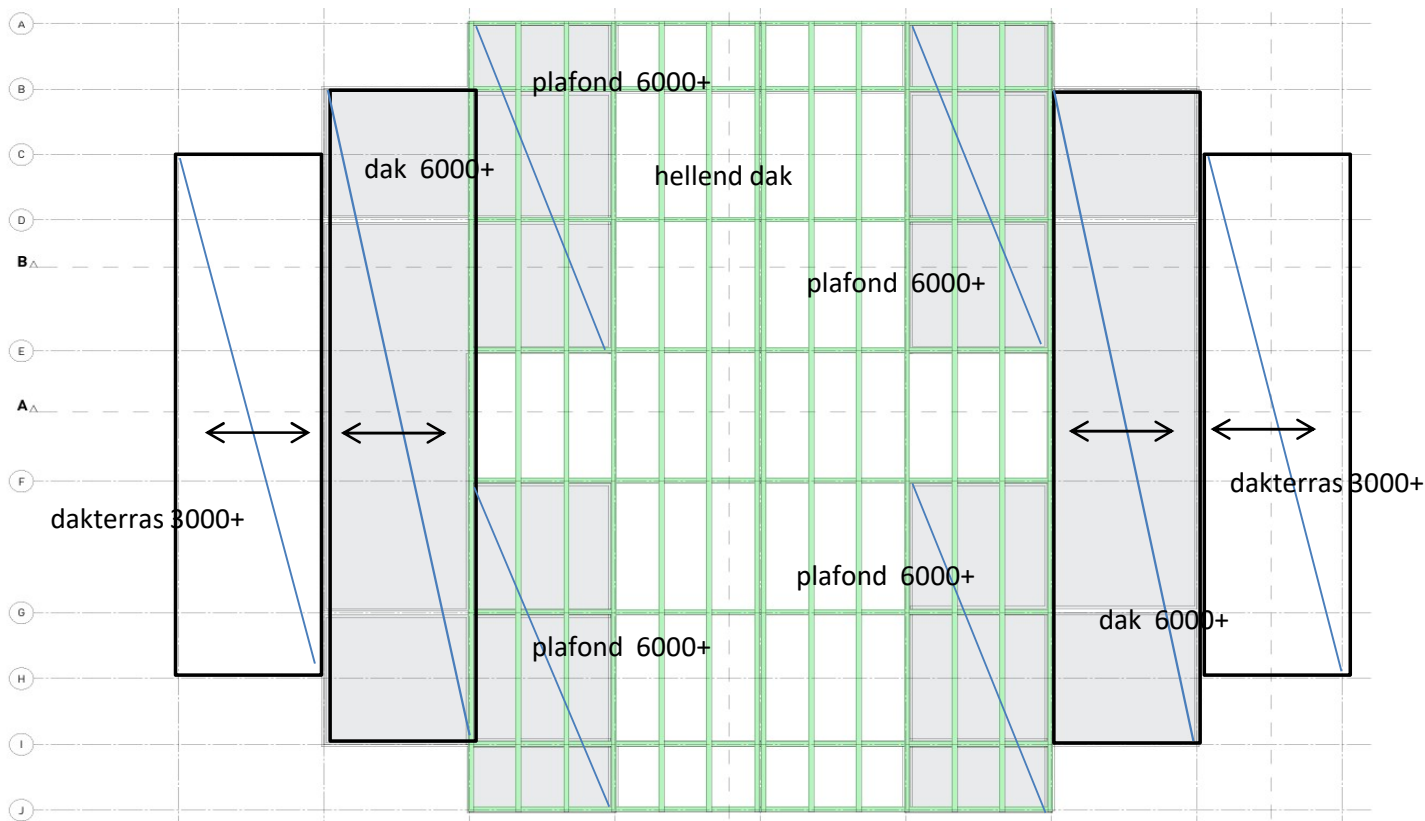 A
B
plafond 6000+
C
dak 6000+
hellend dak
D
B
plafond 6000+
E
A
F
dakterras 3000+
dakterras 3000+
plafond 6000+
G
dak 6000+
plafond 6000+
H
I
J